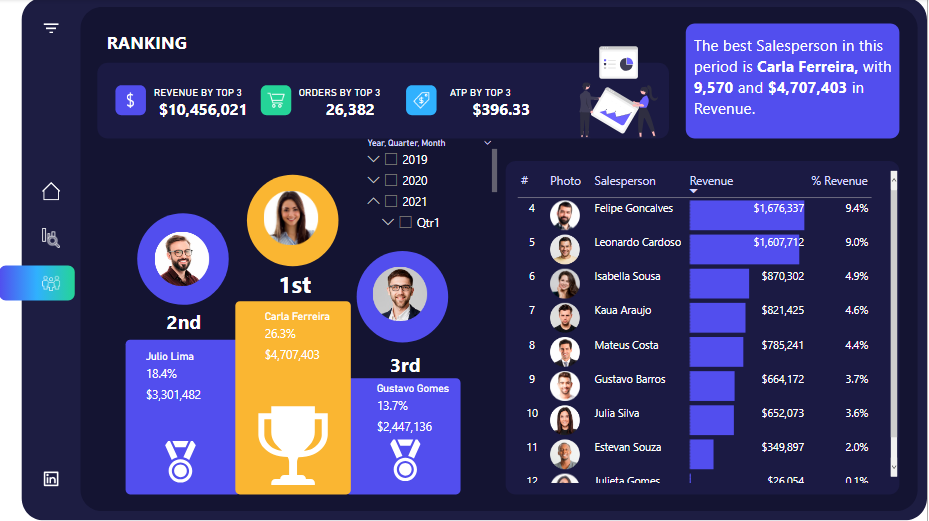 RANKING
REVENUE BY TOP 3
$10,456,021
ORDERS BY TOP 3
26,382
ATP BY TOP 3
$396.33
The best Salesperson in this
period is Carla Ferreira, with
9,570 and $4,707,403 in
Revenue.
Year, Quarter, Month
2019
2020
2021
Qtr1
1st
Carla Ferreira
26.3%
$4,707,403
2nd
Julio Lima
18.4%
$3,301,482
3rd
Gustavo Gomes
13.7%
$2,447,136
# Photo Salesperson Revenue % Revenue
4 Felipe Goncalves $1,676,337 9.4%
5 Leonardo Cardoso $1,607,712 9.0%
6 Isabella Sousa $870,302 4.9%
7 Kaua Araujo $821,425 4.6%
8 Mateus Costa $785,241 4.4%
9 Gustavo Barros $664,172 3.7%
10 Julia Silva $652,073 3.6%
11 Estevan Souza $349,897 2.0%
12 Julieta Gomes $26,054 0.1%
in